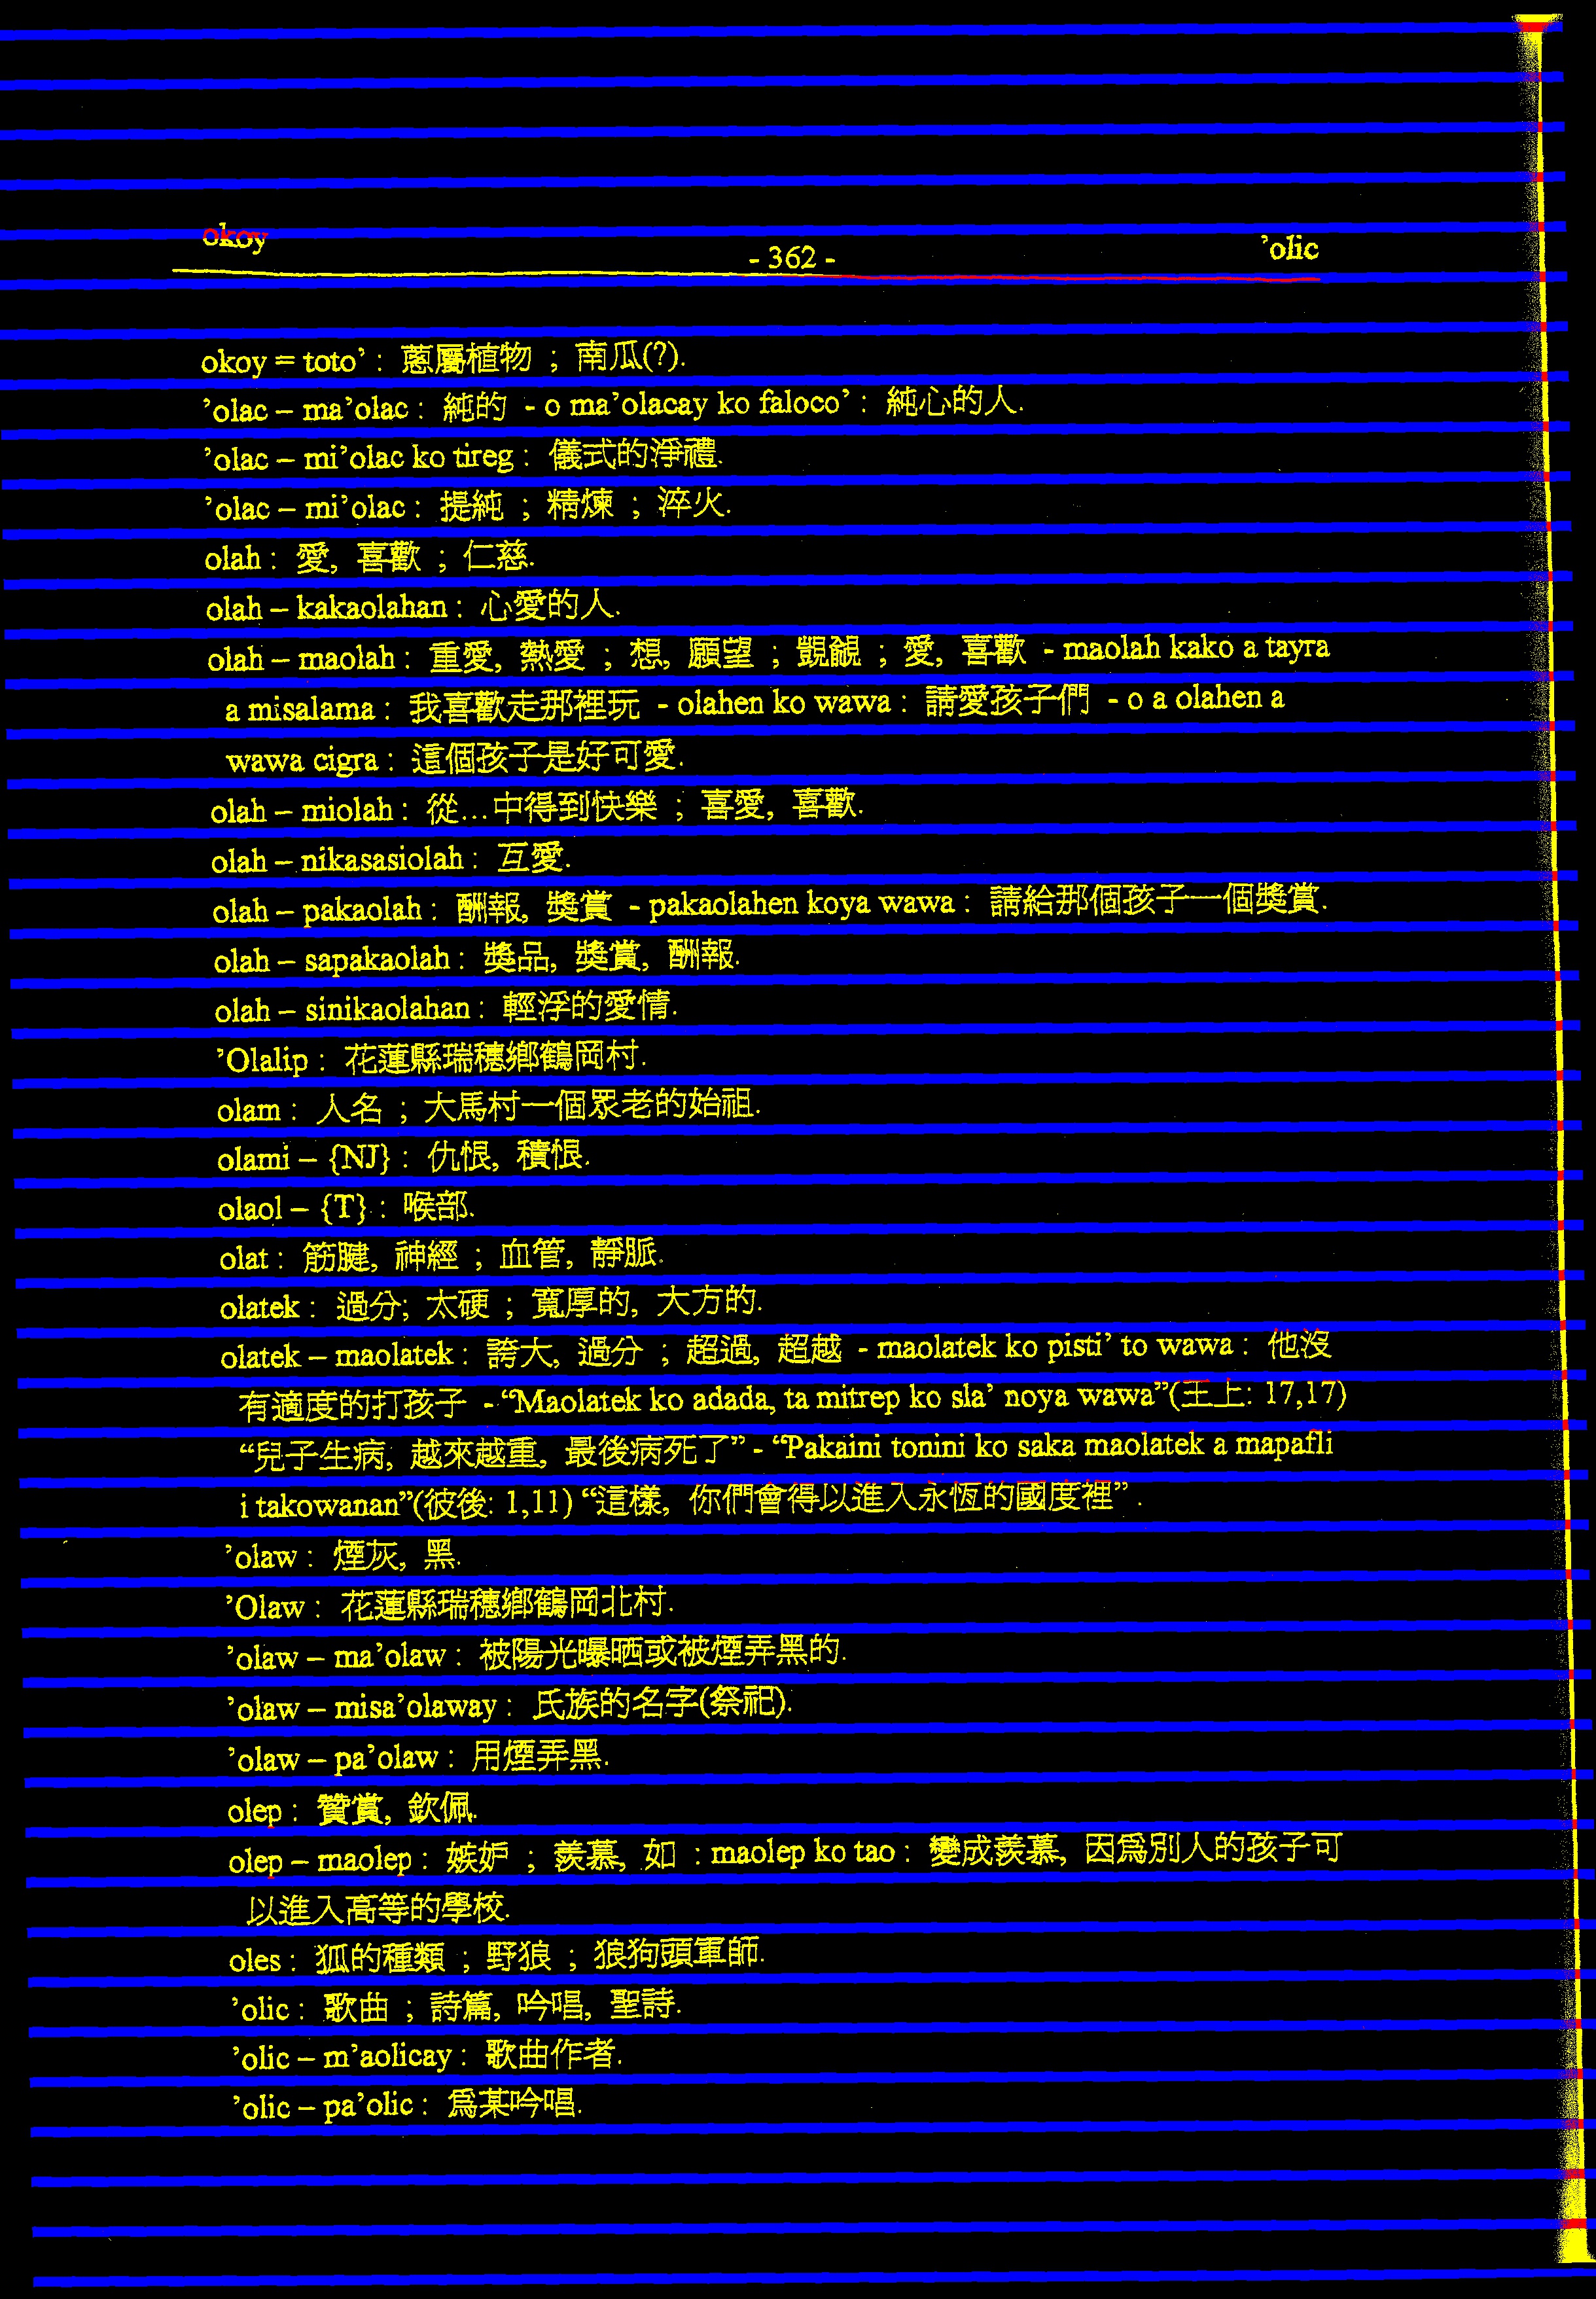 okoy - 362 - ’olic
okoy = toto’ : 蔥屬植物 ; 南瓜(?).
’olac – ma’olac : 純的 - o ma’olacay ko faloco’ : 純心的人.
’olac – mi’olac ko tireg : 儀式的淨禮.
’olac – mi’olac : 提純 ; 精煉 ; 淬火.
olah : 愛, 喜歡 ; 仁慈.
olah – kakaolahan : 心愛的人.
olah – maolah : 重愛, 熱愛 ; 想, 願望 ; 覬覦 ; 愛, 喜歡 - maolah kako a tayra
a misalama : 我喜歡走那裡玩 - olahen ko wawa : 請愛孩子們 - o a olahen a
wawa cigra : 這個孩子是好可愛.
olah – miolah : 從…中得到快樂 ; 喜愛, 喜歡.
olah – nikasasiolah : 互愛.
olah – pakaolah : 酬報, 獎賞 - pakaolahen koya wawa : 請給那個孩子一個獎賞.
olah – sapakaolah : 獎品, 獎賞, 酬報.
olah – sinikaolahan : 輕浮的愛情.
’Olalip : 花蓮縣瑞穗鄉鶴岡村.
olam : 人名 ; 大馬村一個眾老的始祖.
olami – {NJ} : 仇恨, 積恨.
olaol – {T} : 喉部.
olat : 筋腱, 神經 ; 血管, 靜脈.
olatek : 過分; 太硬 ; 寬厚的, 大方的.
olatek – maolatek : 誇大, 過分 ; 超過, 超越 - maolatek ko pisti’ to wawa : 他沒
有適度的打孩子 - “Maolatek ko adada, ta mitrep ko sla’ noya wawa”(王上: 17,17)
“兒子生病, 越來越重, 最後病死了” - “Pakaini tonini ko saka maolatek a mapafli
i takowanan”(彼後: 1,11) “這樣, 你們會得以進入永恆的國度裡” .
’olaw : 煙灰, 黑.
’Olaw : 花蓮縣瑞穗鄉鶴岡北村.
’olaw – ma’olaw : 被陽光曝晒或被煙弄黑的.
’olaw – misa’olaway : 氏族的名字(祭祀).
’olaw – pa’olaw : 用煙弄黑.
olep : 贊賞, 欽佩.
olep – maolep : 嫉妒 ; 羨慕, 如 : maolep ko tao : 變成羨慕, 因為別人的孩子可
以進入高等的學校.
oles : 狐的種類 ; 野狼 ; 狼狗頭軍師.
’olic : 歌曲 ; 詩篇, 吟唱, 聖詩.
’olic – m’aolicay : 歌曲作者.
’olic – pa’olic : 為某吟唱.